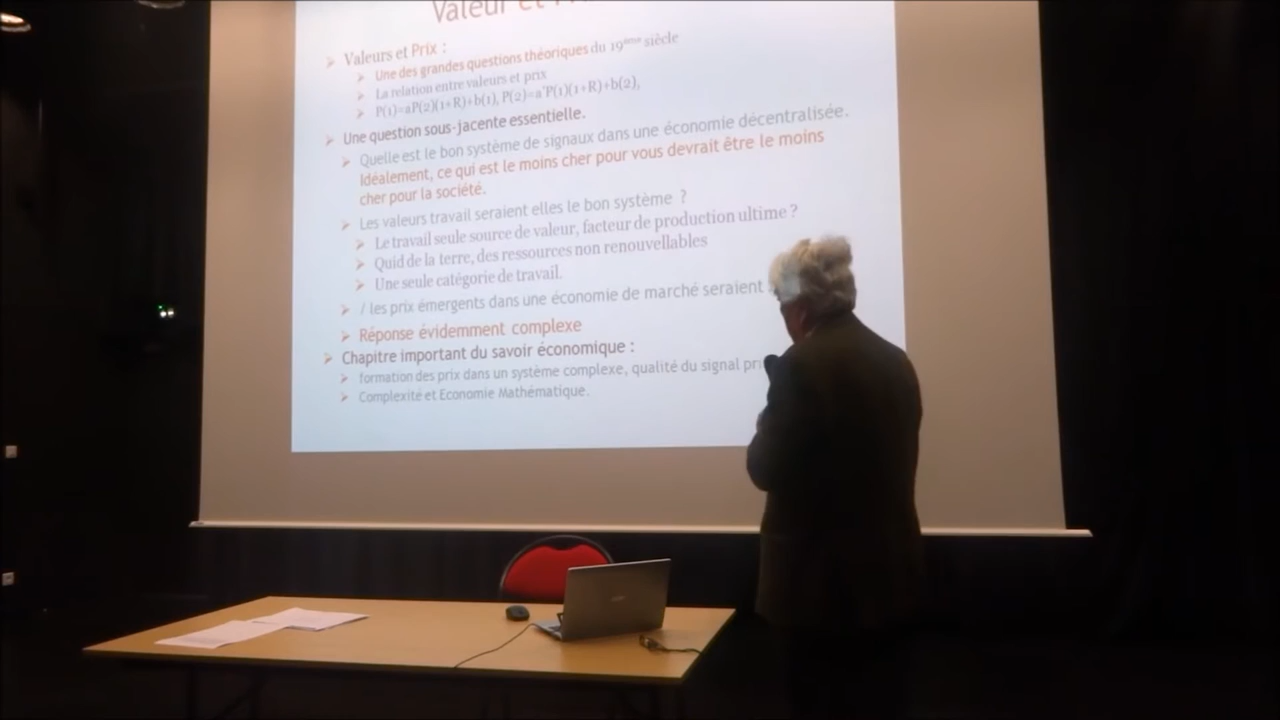 Valeur et
Valeurs et Prix :
Une des grandes questions théoriques du 19ème siècle
La relation entre valeurs et prix
P(1)=aP(2)(1+R)+b(1), P(2)=a'P(1)(1+R)+b(2),
Une question sous-jacente essentielle.
Quelle est le bon système de signaux dans une économie décentralisée.
Idéalement, ce qui est le moins cher pour vous devrait être le moins
cher pour la société.
Les valeurs travail seraient elles le bon système ?
Le travail seule source de valeur, facteur de production ultime ?
Quid de la terre, des ressources non renouvellables
Une seule catégorie de travail.
/ les prix émergents dans une économie de marché seraient
Réponse évidemment complexe
Chapitre important du savoir économique :
formation des prix dans un système complexe, qualité du signal
Complexité et Economie Mathématique.